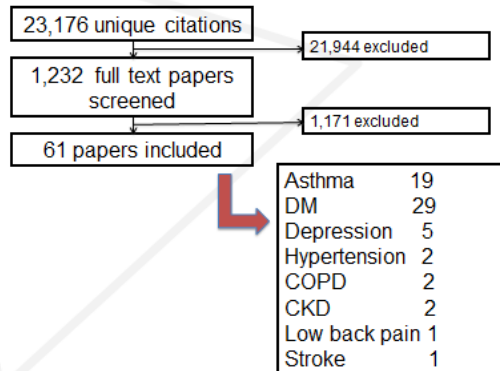 23,176 unique citations
21,944 excluded
1,232 full text papers
screened
1,171 excluded
61 papers included
Asthma 19
DM 29
Depression 5
Hypertension 2
COPD 2
CKD 2
Low back pain 1
Stroke 1